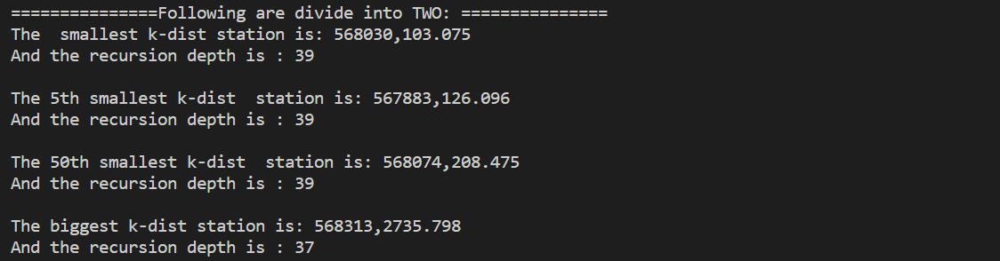 ===============Following are divide into TWO: ===============
The  smallest k-dist station is: 568030,103.075
And the recursion depth is : 39
The 5th smallest k-dist  station is: 567883,126.096
And the recursion depth is : 39
The 50th smallest k-dist  station is: 568074,208.475
And the recursion depth is : 39
The biggest k-dist station is: 568313,2735.798
And the recursion depth is : 37